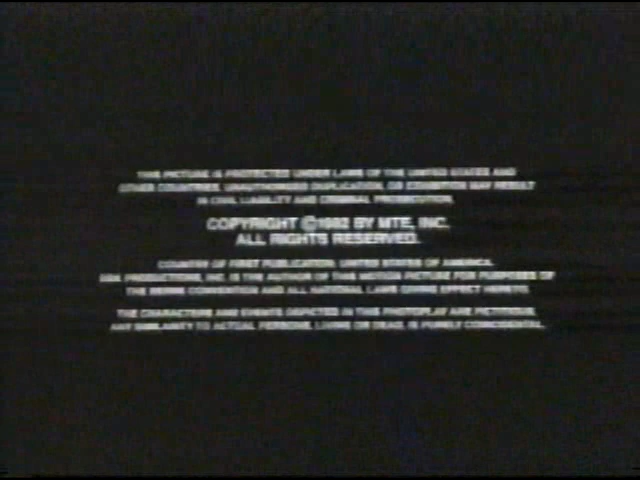 THIS PICTURE IS PROTECTED UNDER LAWS OF THE UNITED STATES AND
OTHER COUNTRIES. UNAUTHORIZED DUPLICATION, OR EXHIBITION MAY RESULT
IN CIVIL LIABILITY AND CRIMINAL PROSECUTION.
COPYRIGHT ©1992 BY MTE, INC.
ALL RIGHTS RESERVED.
COUNTRY OF FIRST PUBLICATION: UNITED STATES OF AMERICA.
PRODUCTIONS, INC. IS THE AUTHOR OF THIS MOTION PICTURE FOR PURPOSES OF
THE BERNE CONVENTION AND ALL NATIONAL LAWS GIVING EFFECT HERETO.
THE CHARACTERS AND EVENTS DEPICTED IN THIS PHOTOPLAY ARE FICTITIOUS.
ANY SIMILARITY TO ACTUAL PERSONS, LIVING OR DEAD, IS PURELY COINCIDENTAL.